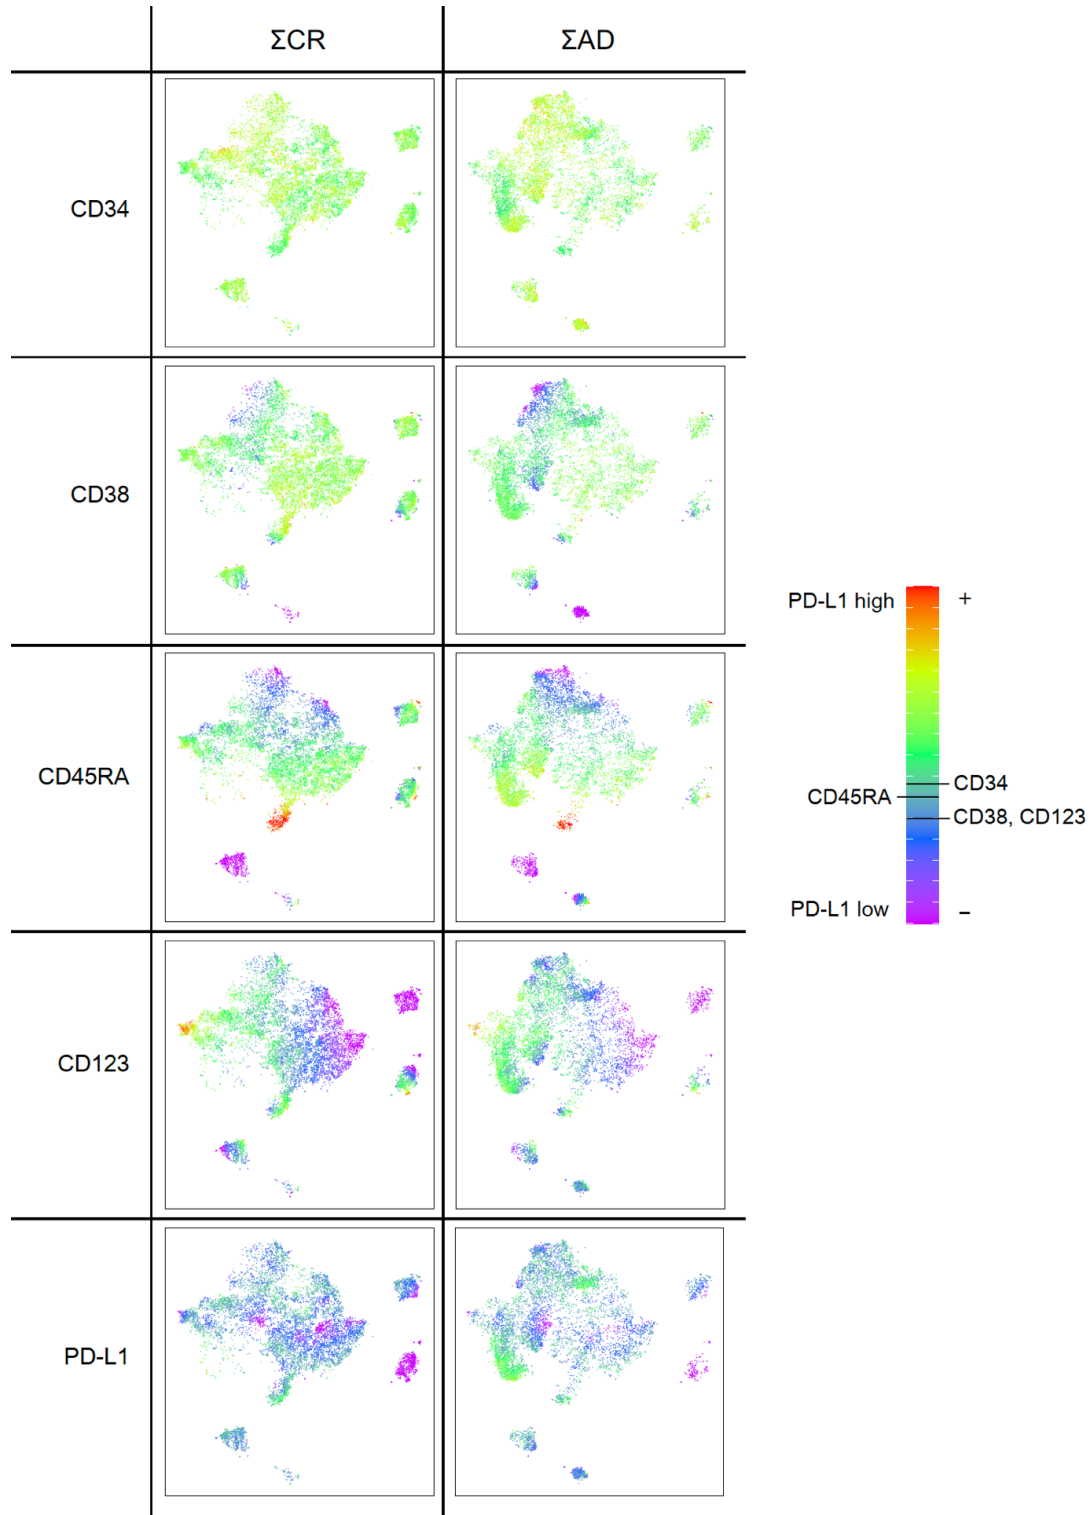 ΣCR ΣAD
CD34
CD38
CD45RA
CD123
PD-L1
PD-L1 high +
CD34
CD45RA
CD38, CD123
PD-L1 low –